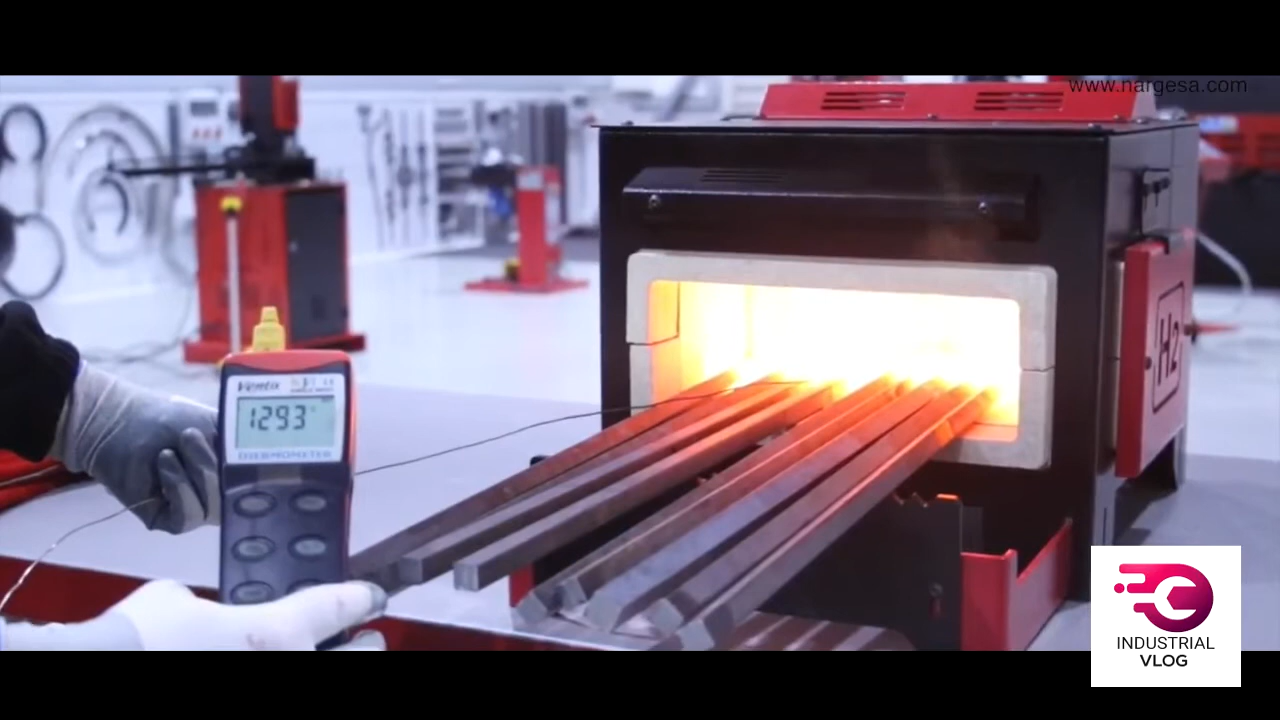 www.nargesa.com
1293
THERMOMETER
H2
INDUSTRIAL
VLOG